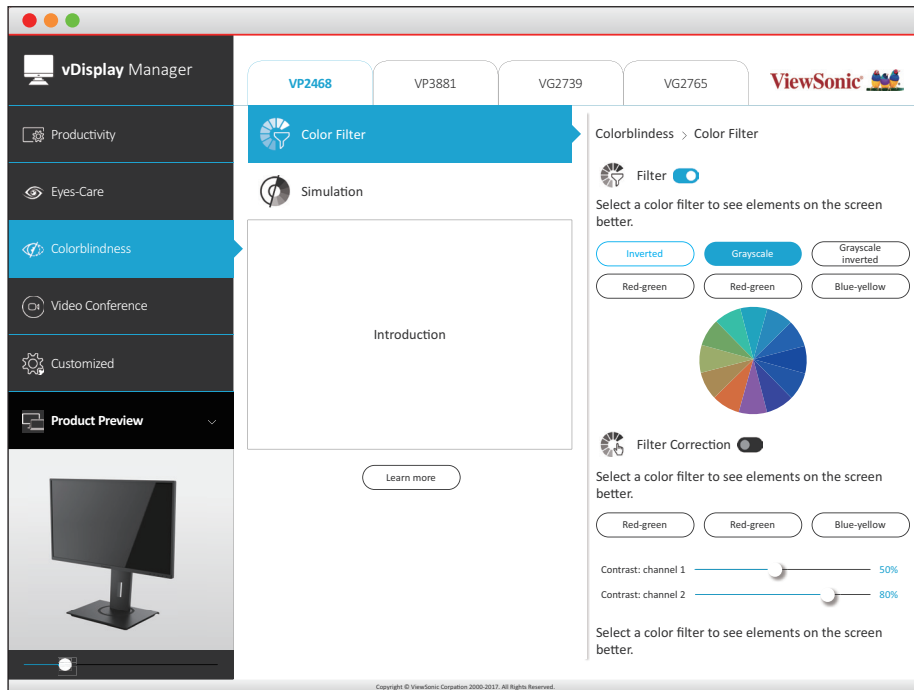 vDisplay Manager
VP2468
VP3881
VG2739
VG2765
ViewSonic
Productivity
Eyes-Care
Colorblindness
Video Conference
Customized
Product Preview
Color Filter
Simulation
Introduction
Learn more
Colorblindess > Color Filter
Filter
Select a color filter to see elements on the screen
better.
Inverted
Grayscale
Grayscale
inverted
Red-green
Red-green
Blue-yellow
Filter Correction
Select a color filter to see elements on the screen
better.
Red-green
Red-green
Blue-yellow
Contrast: channel 1 50%
Contrast: channel 2 80%
Select a color filter to see elements on the screen
better.
Copyright © ViewSonic Corpation 2000-2017. All Rights Reserved.